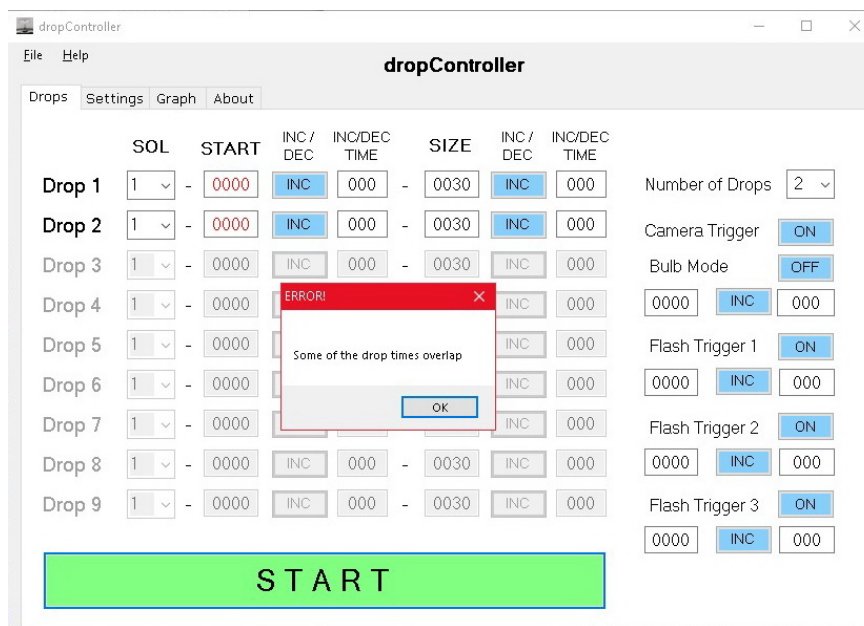 dropController
File Help
dropController
Drops Settings Graph About
SOL START INC / DEC INC/DEC TIME SIZE INC / DEC INC/DEC TIME
Drop 1 1 - 0000 INC 000 - 0030 INC 000 Number of Drops 2
Drop 2 1 - 0000 INC 000 - 0030 INC 000 Camera Trigger ON
Drop 3 1 - 0000 INC 000 - 0030 INC 000 Bulb Mode OFF
ERROR!
Some of the drop times overlap
OK
Drop 4 1 - 0000 INC 000 0000 INC 000
Drop 5 1 - 0000 INC 000 Flash Trigger 1 ON
Drop 6 1 - 0000 INC 000 0000 INC 000
Drop 7 1 - 0000 INC 000 Flash Trigger 2 ON
Drop 8 1 - 0000 INC 000 - 0030 INC 000 0000 INC 000
Drop 9 1 - 0000 INC 000 - 0030 INC 000 Flash Trigger 3 ON
0000 INC 000
START